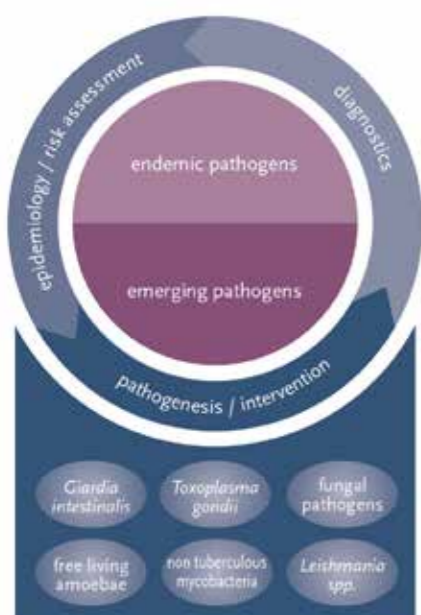 epidemiology / risk assessment
diagnostics
endemic pathogens
emerging pathogens
pathogenesis / intervention
Giardia
intestinalis
Toxoplasma
gondii
fungal
pathogens
free living
amoebae
non tuberculous
mycobacteria
Leishmania
spp.